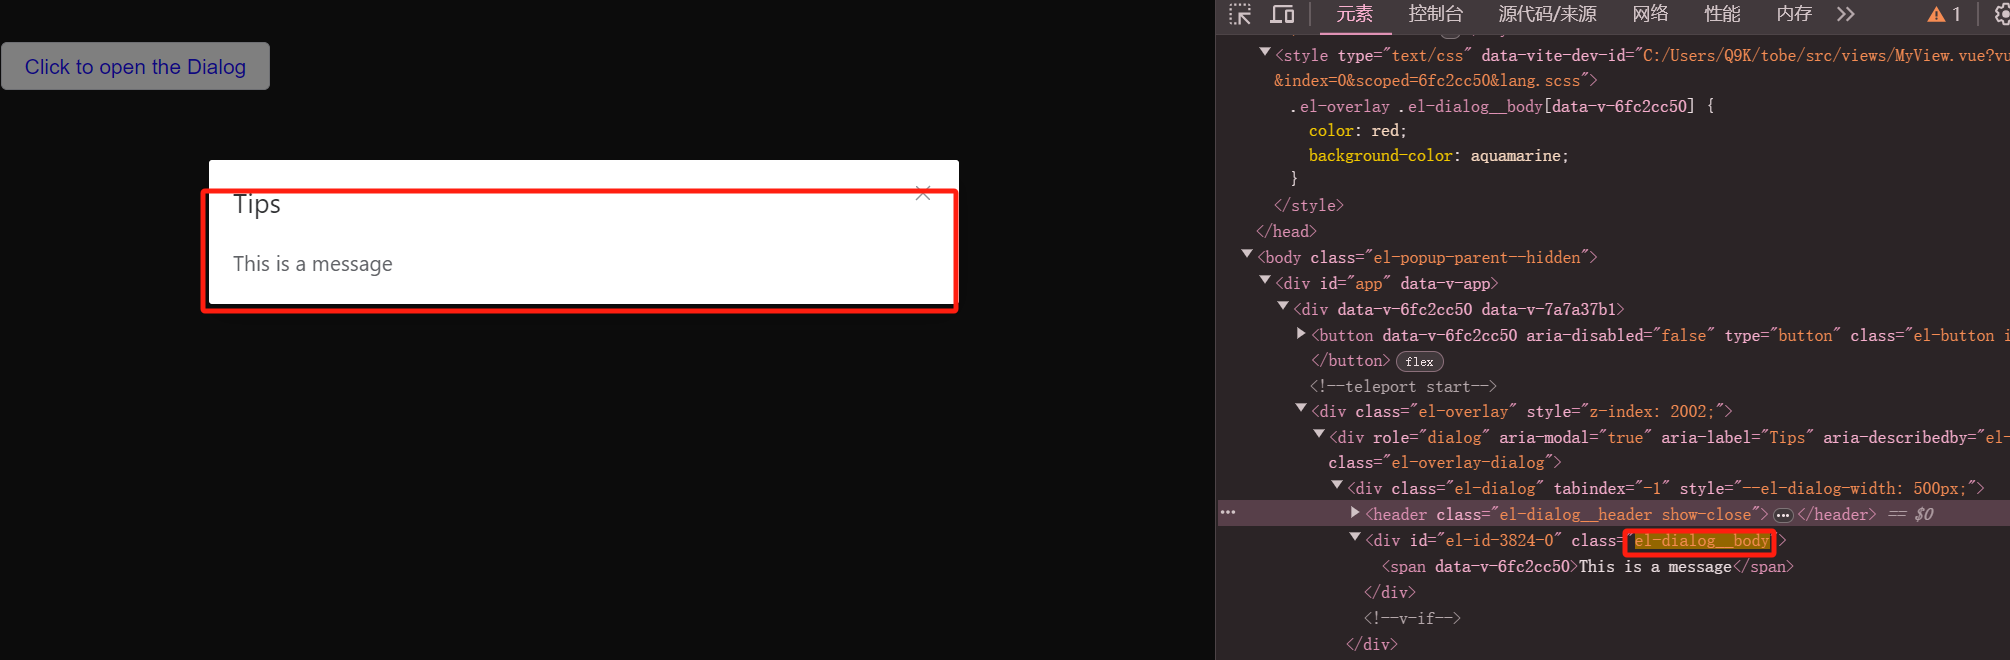 Click to open the Dialog
Tips
This is a message
元素 控制台 源代码/来源 网络 性能 内存 1
<style type="text/css" data-vite-dev-id="C:/Users/Q9K/tobe/src/views/MyView.vue?vu
&index=0&scoped=6fc2cc50&lang.scss">
.el-overlay .el-dialog__body[data-v-6fc2cc50] {
color: red;
background-color: aquamarine;
}
</style>
</head>
<body class="el-popup-parent--hidden">
<div id="app" data-v-app>
<div data-v-6fc2cc50 data-v-7a7a37b1>
<button data-v-6fc2cc50 aria-disabled="false" type="button" class="el-button i
</button> flex
<!--teleport start-->
<div class="el-overlay" style="z-index: 2002;">
<div role="dialog" aria-modal="true" aria-label="Tips" aria-describedby="el-
class="el-overlay-dialog">
<div class="el-dialog" tabindex="-1" style="--el-dialog-width: 500px;">
<header class="el-dialog__header show-close">…</header> == $0
<div id="el-id-3824-0" class="el-dialog__body">
<span data-v-6fc2cc50>This is a message</span>
</div>
<!--v-if-->
</div>